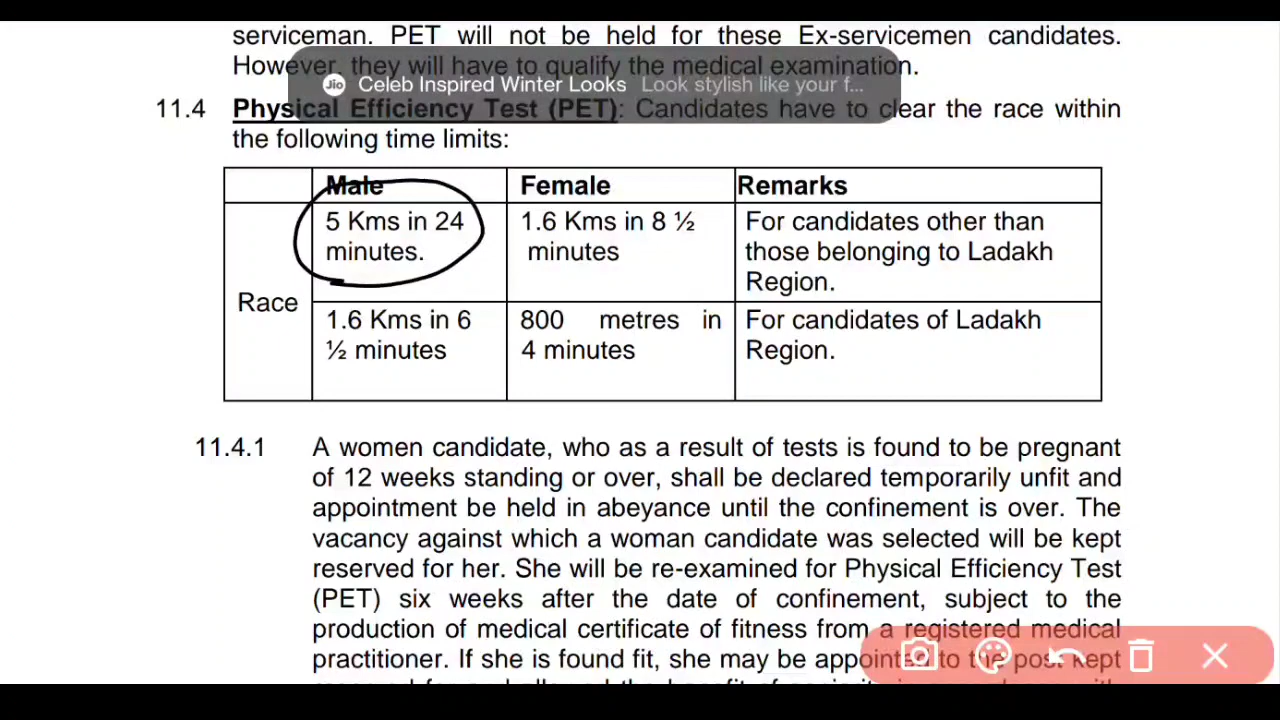 serviceman. PET will not be held for these Ex-servicemen candidates.
However, they will have to qualify the medical examination.
Jio Celeb Inspired Winter Looks Look stylish like your f...
11.4 Physical Efficiency Test (PET): Candidates have to clear the race within
the following time limits:
Male Female Remarks
5 Kms in 24 1.6 Kms in 8 ½ For candidates other than
minutes. minutes those belonging to Ladakh
Region.
Race
1.6 Kms in 6 800 metres in For candidates of Ladakh
½ minutes 4 minutes Region.
11.4.1 A women candidate, who as a result of tests is found to be pregnant
of 12 weeks standing or over, shall be declared temporarily unfit and
appointment be held in abeyance until the confinement is over. The
vacancy against which a woman candidate was selected will be kept
reserved for her. She will be re-examined for Physical Efficiency Test
(PET) six weeks after the date of confinement, subject to the
production of medical certificate of fitness from a registered medical
practitioner. If she is found fit, she may be appointed to the post kept